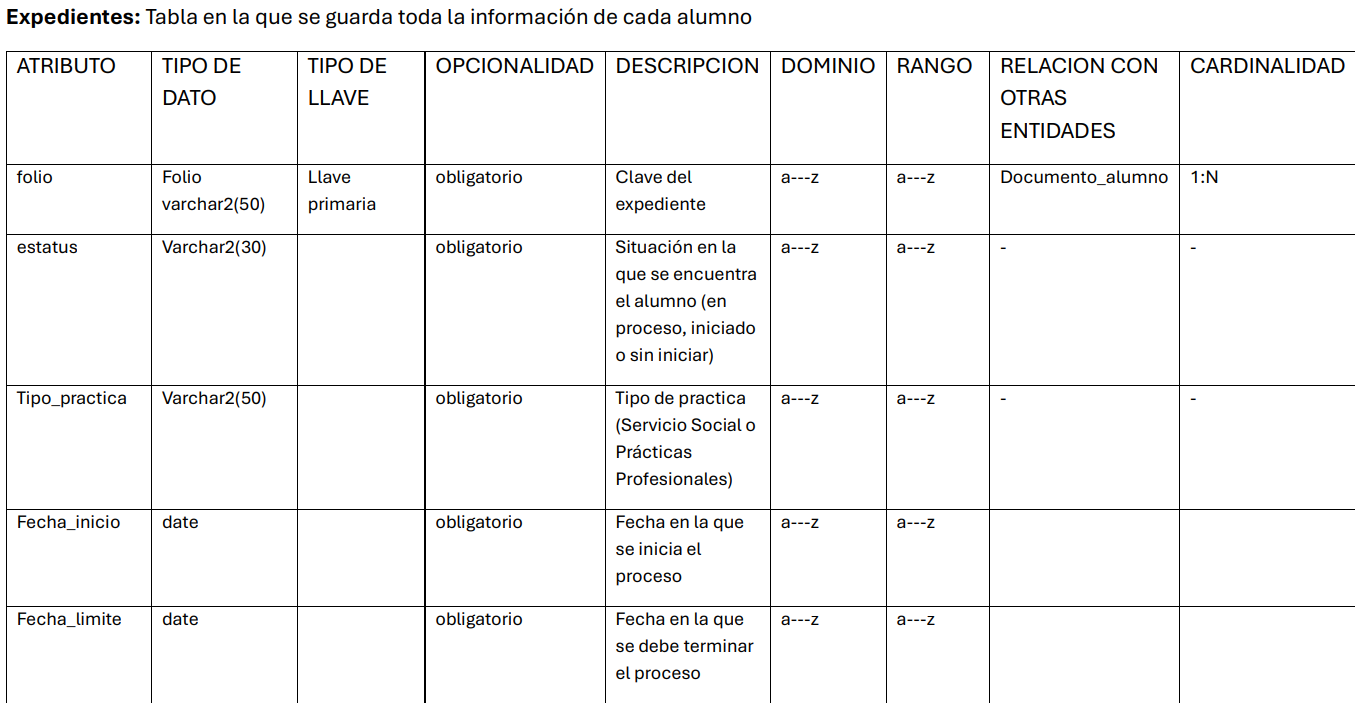 Expedientes: Tabla en la que se guarda toda la información de cada alumno
ATRIBUTO TIPO DE DATO TIPO DE LLAVE OPCIONALIDAD DESCRIPCION DOMINIO RANGO RELACION CON OTRAS ENTIDADES CARDINALIDAD
folio Folio varchar2(50) Llave primaria obligatorio Clave del expediente a---z a---z Documento_alumno 1:N
estatus Varchar2(30) obligatorio Situación en la que se encuentra el alumno (en proceso, iniciado o sin iniciar) a---z a---z - -
Tipo_practica Varchar2(50) obligatorio Tipo de practica (Servicio Social o Prácticas Profesionales) a---z a---z - -
Fecha_inicio date obligatorio Fecha en la que se inicia el proceso a---z a---z
Fecha_limite date obligatorio Fecha en la que se debe terminar el proceso a---z a---z